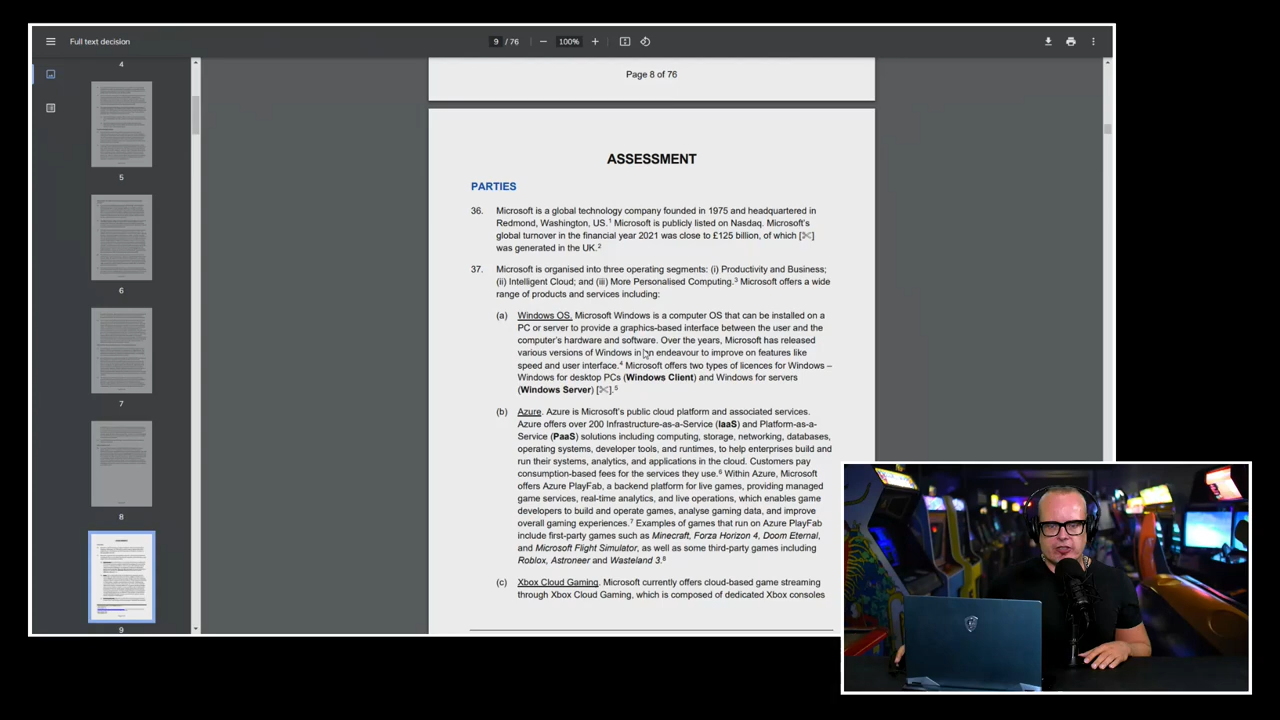 Full text decision
9 / 76
100%
4
5
6
7
8
9
Page 8 of 76
ASSESSMENT
PARTIES
36. Microsoft is a global technology company founded in 1975 and headquartered in
Redmond, Washington, US.1 Microsoft is publicly listed on Nasdaq. Microsoft's
global turnover in the financial year 2021 was close to £125 billion, of which [✂]
was generated in the UK.2
37. Microsoft is organised into three operating segments: (i) Productivity and Business;
(ii) Intelligent Cloud; and (iii) More Personalised Computing.3 Microsoft offers a wide
range of products and services including:
(a) Windows OS. Microsoft Windows is a computer OS that can be installed on a
PC or server to provide a graphics-based interface between the user and the
computer's hardware and software. Over the years, Microsoft has released
various versions of Windows in an endeavour to improve on features like
speed and user interface.4 Microsoft offers two types of licences for Windows –
Windows for desktop PCs (Windows Client) and Windows for servers
(Windows Server) [✂].5
(b) Azure. Azure is Microsoft's public cloud platform and associated services.
Azure offers over 200 Infrastructure-as-a-Service (IaaS) and Platform-as-a-
Service (PaaS) solutions including computing, storage, networking, databases,
operating systems, developer tools, and runtimes, to help enterprises build and
run their systems, analytics, and applications in the cloud. Customers pay
consumption-based fees for the services they use.6 Within Azure, Microsoft
offers Azure PlayFab, a backend platform for live games, providing managed
game services, real-time analytics, and live operations, which enables game
developers to build and operate games, analyse gaming data, and improve
overall gaming experiences.7 Examples of games that run on Azure PlayFab
include first-party games such as Minecraft, Forza Horizon 4, Doom Eternal,
and Microsoft Flight Simulator, as well as some third-party games including
Roblox, Astroneer and Wasteland 3.8
(c) Xbox Cloud Gaming. Microsoft currently offers cloud-based game streaming
through Xbox Cloud Gaming, which is composed of dedicated Xbox consoles